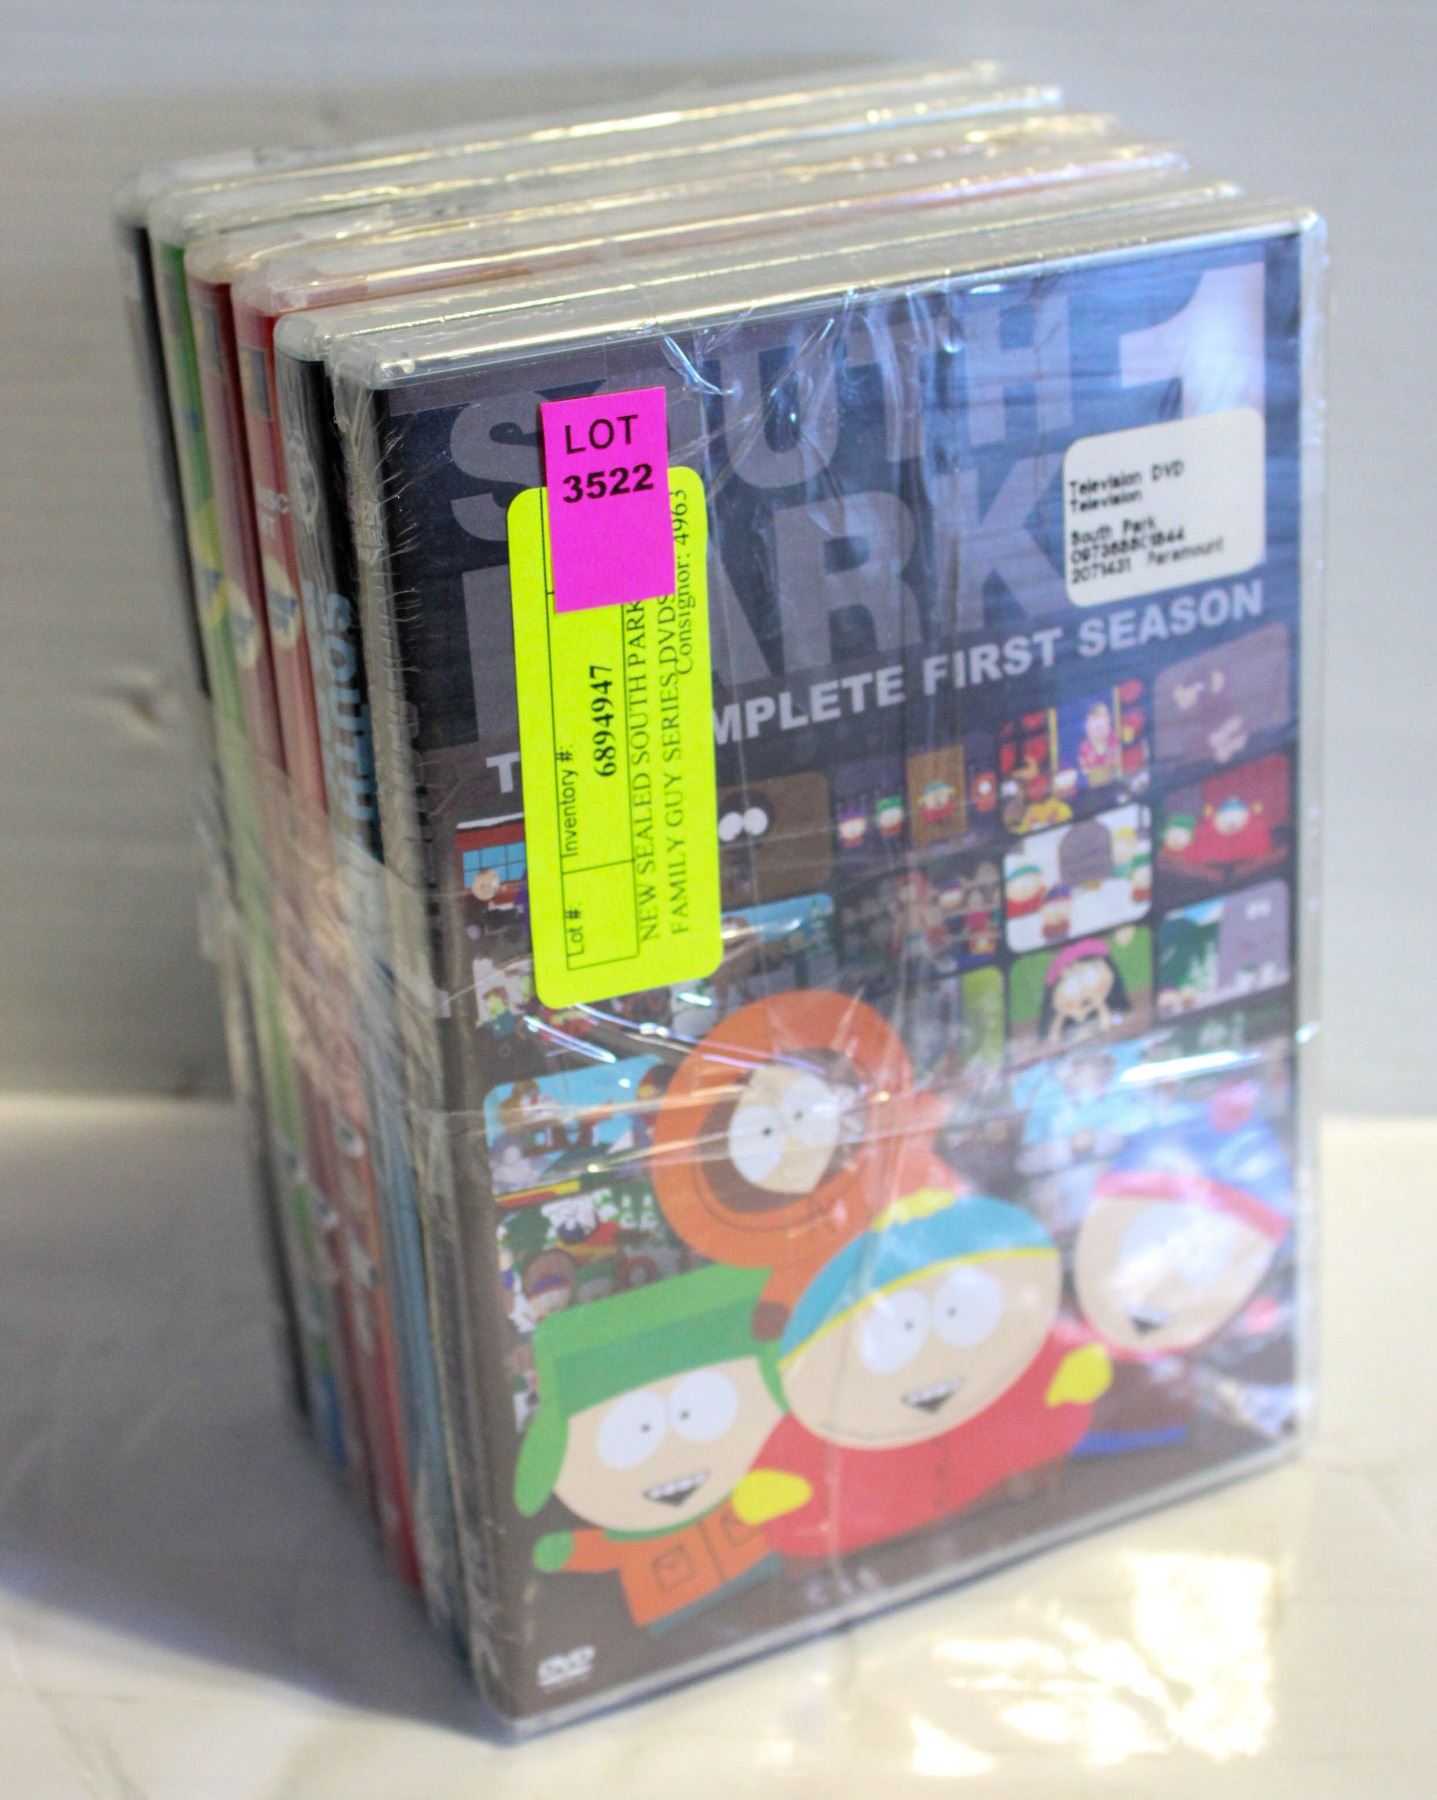 SOUTH 1
PARK
COMPLETE FIRST SEASON
LOT
3522
Lot #:
Inventory #:
6894947
NEW SEALED SOUTH PARK
FAMILY GUY SERIES DVDS
Consignor: 4963
Television DVD
Television
South Park
2071431 Paramount
SOUTH
DVD